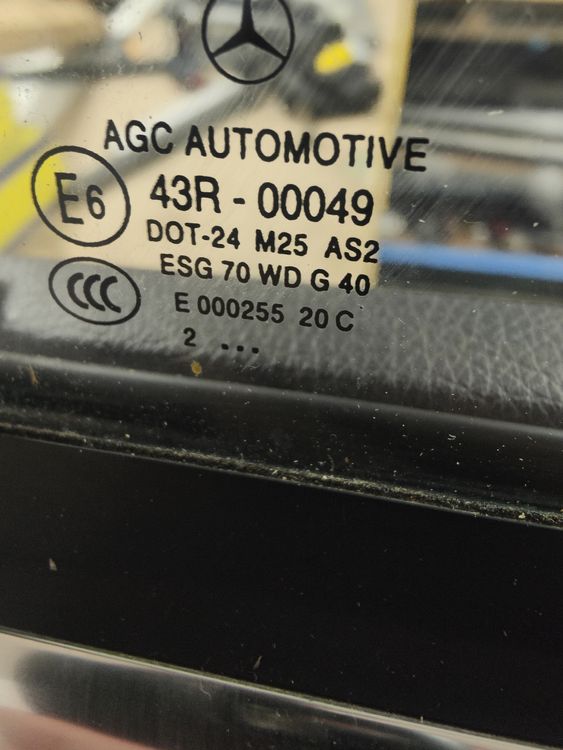 AGC AUTOMOTIVE
E6 43R - 00049
DOT-24 M25 AS2
ESG 70 WD G 40
CCC E 000255 20 C
2 ...